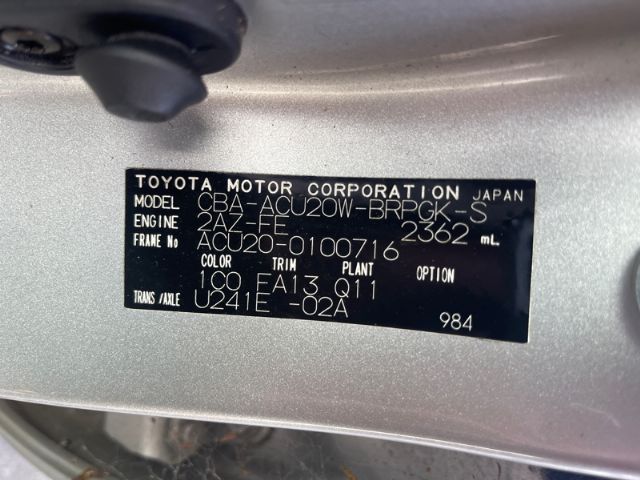 TOYOTA MOTOR CORPORATION JAPAN
MODEL CBA-ACU20W-BRPGK-S
ENGINE 2AZ-FE 2362 mL
FRAME No ACU20-0100716
COLOR TRIM PLANT OPTION
1C0 FA13 Q11
TRANS/AXLE U241E -02A
984